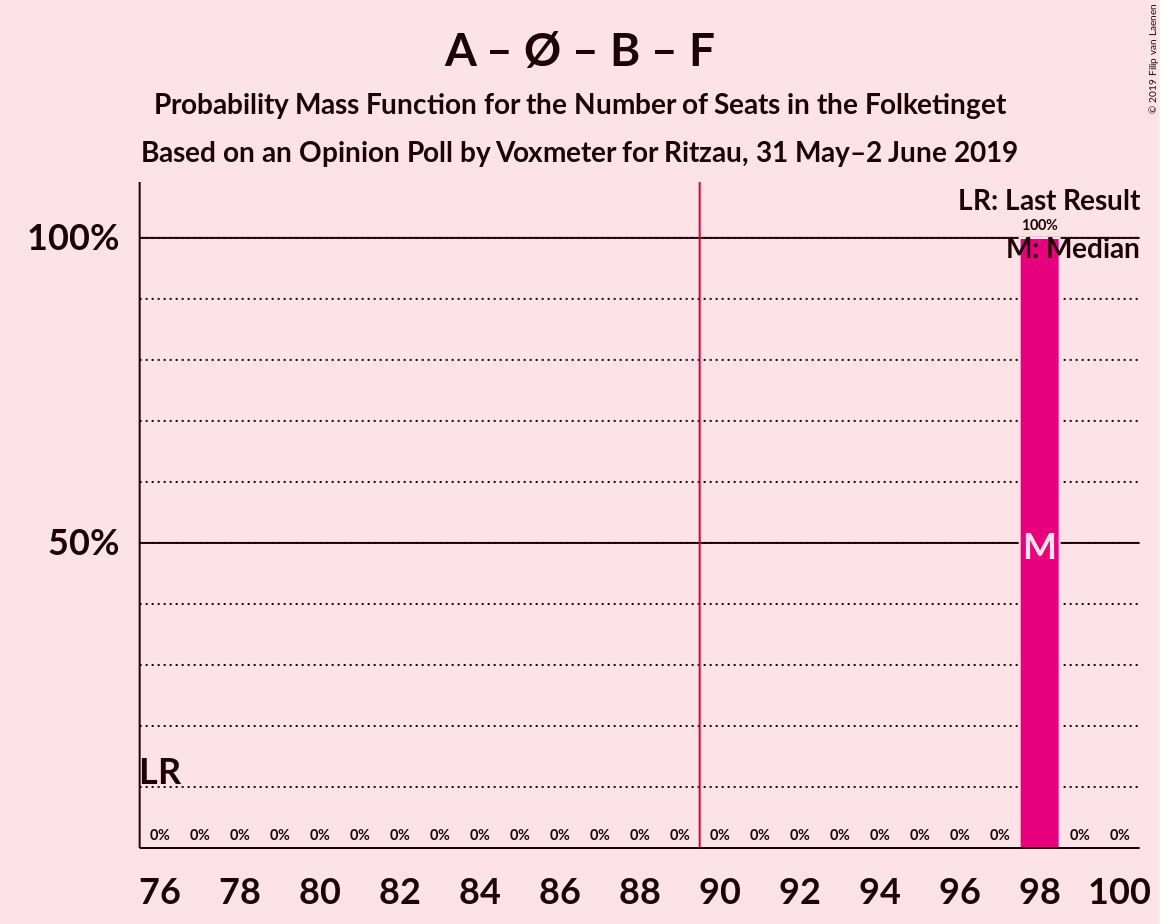 A – Ø – B – F
Probability Mass Function for the Number of Seats in the Folketinget
Based on an Opinion Poll by Voxmeter for Ritzau, 31 May–2 June 2019
© 2019 Filip van Laenen
LR: Last Result
100%
100%
M: Median
50%
M
LR
0% 0% 0% 0% 0% 0% 0% 0% 0% 0% 0% 0% 0% 0% 0% 0% 0% 0% 0% 0% 0% 0% 0% 0%
76 78 80 82 84 86 88 90 92 94 96 98 100